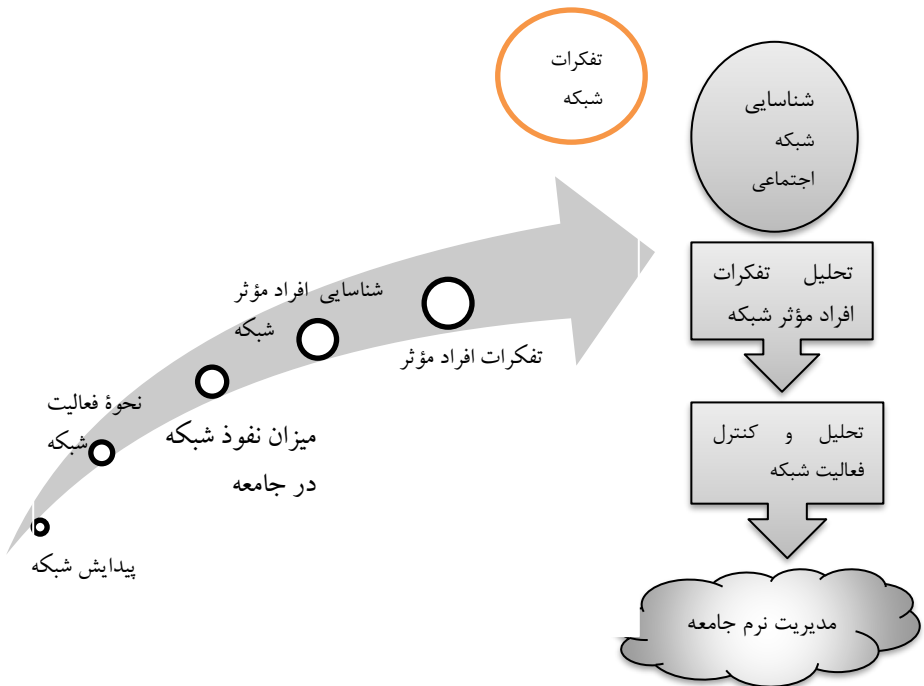 تفکرات
شبکه
شناسایی
شبکه
اجتماعی
تحلیل تفکرات
افراد مؤثر شبکه
تحلیل و کنترل
فعالیت شبکه
مدیریت نرم جامعه
شناسایی افراد مؤثر
شبکه
تفکرات افراد مؤثر
نحوۀ فعالیت
شبکه
میزان نفوذ شبکه
در جامعه
پیدایش شبکه